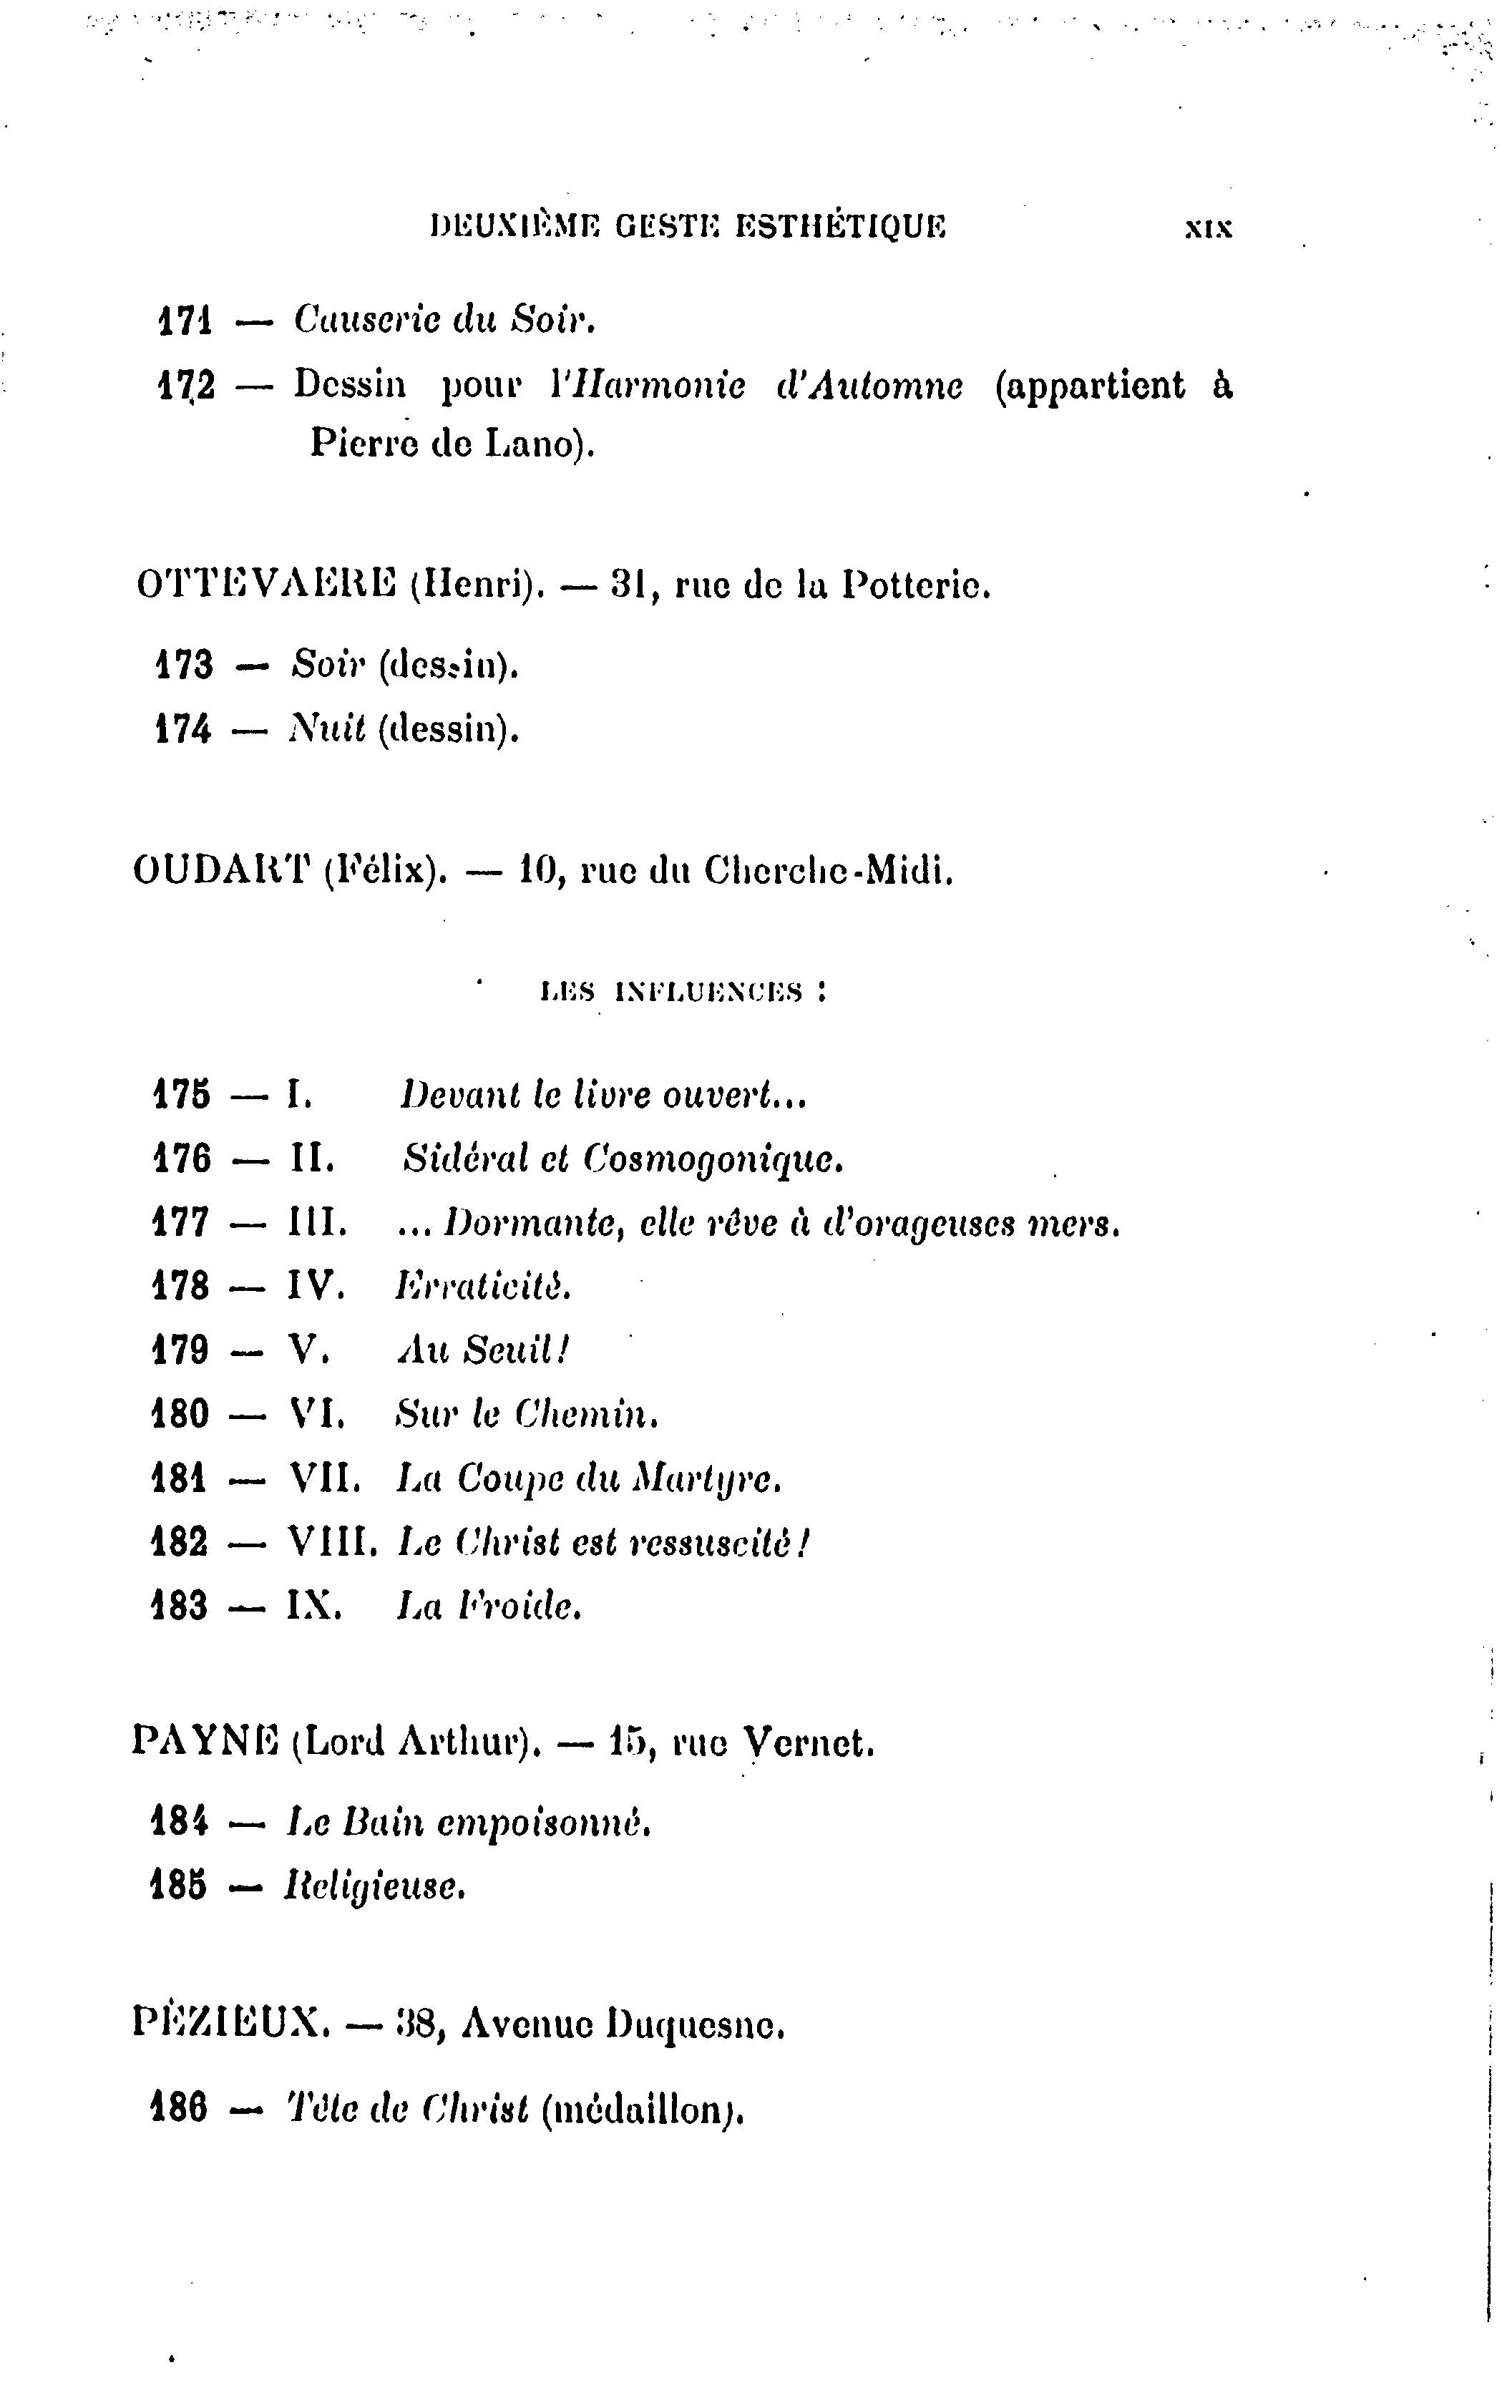 DEUXIÈME GESTE ESTHÉTIQUE XIX
171 — Causerie du Soir.
172 — Dessin pour l'Harmonie d'Automne (appartient à
Pierre de Lano).
OTTEVAERE (Henri). — 31, rue de la Potterie.
173 — Soir (dessin).
174 — Nuit (dessin).
OUDART (Félix). — 10, rue du Cherche-Midi.
LES INFLUENCES :
175 — I. Devant le livre ouvert...
176 — II. Sidéral et Cosmogonique.
177 — III. ... Dormante, elle rêve à d'orageuses mers.
178 — IV. Erraticité.
179 — V. Au Seuil!
180 — VI. Sur le Chemin.
181 — VII. La Coupe du Martyre.
182 — VIII. Le Christ est ressuscité!
183 — IX. La Froide.
PAYNE (Lord Arthur). — 15, rue Vernet.
184 — Le Bain empoisonné.
185 — Religieuse.
PÉZIEUX. — 38, Avenue Duquesne.
186 — Tête de Christ (médaillon).